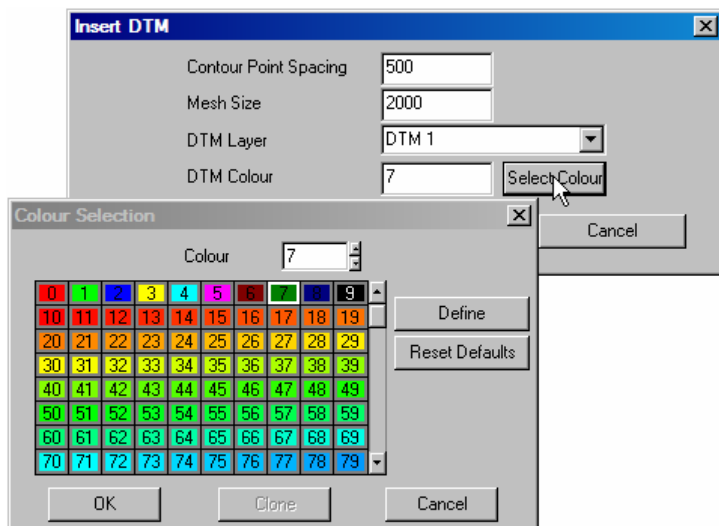 Insert DTM
Contour Point Spacing 500
Mesh Size 2000
DTM Layer DTM 1
DTM Colour 7 Select Colour
Cancel
Colour Selection
Colour 7
0 1 2 3 4 5 6 7 8 9
10 11 12 13 14 15 16 17 18 19
20 21 22 23 24 25 26 27 28 29
30 31 32 33 34 35 36 37 38 39
40 41 42 43 44 45 46 47 48 49
50 51 52 53 54 55 56 57 58 59
60 61 62 63 64 65 66 67 68 69
70 71 72 73 74 75 76 77 78 79
Define
Reset Defaults
OK Clone Cancel